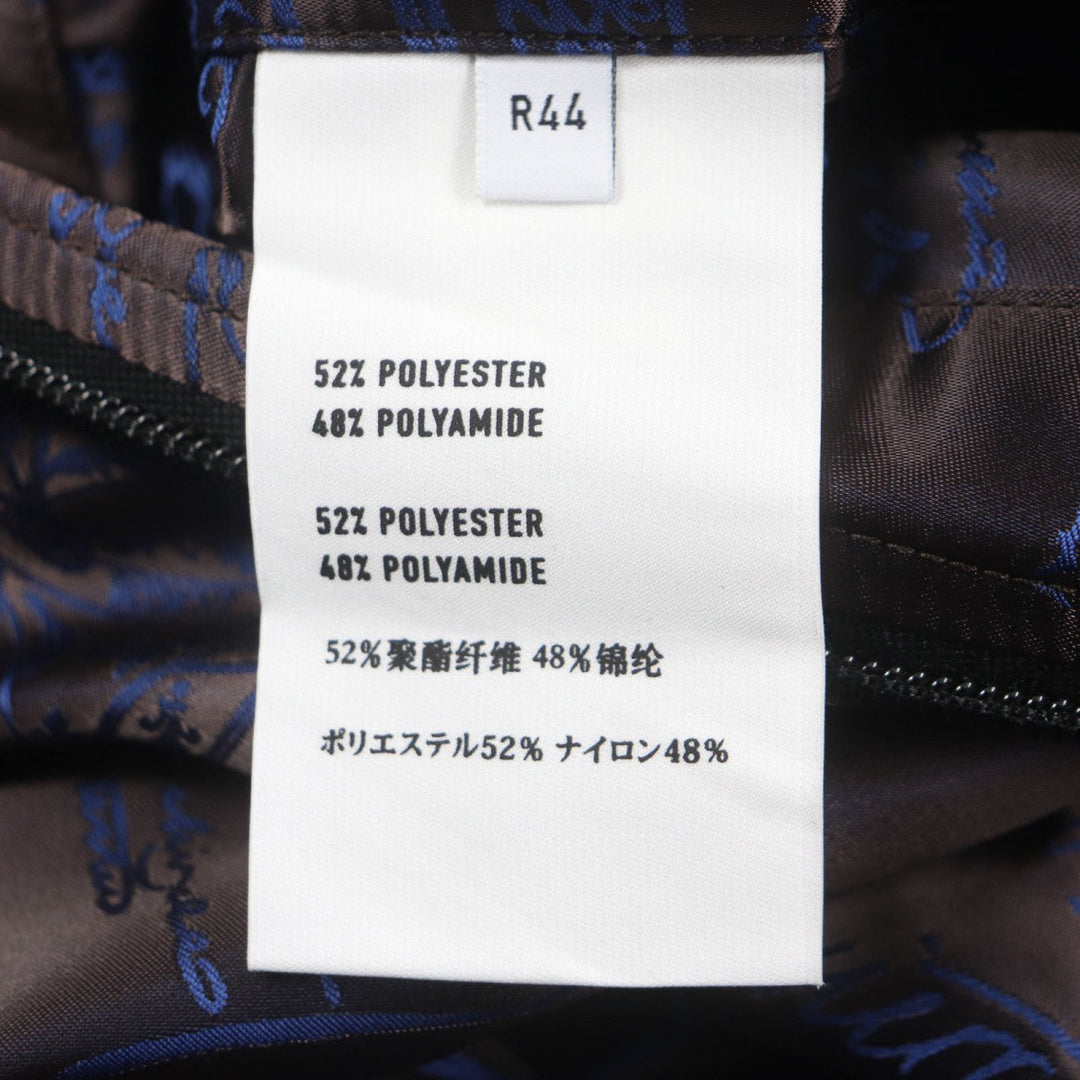 R44
52% POLYESTER
48% POLYAMIDE
52% POLYESTER
48% POLYAMIDE
52%聚酯纤维 48%锦纶
ポリエステル52% ナイロン48%